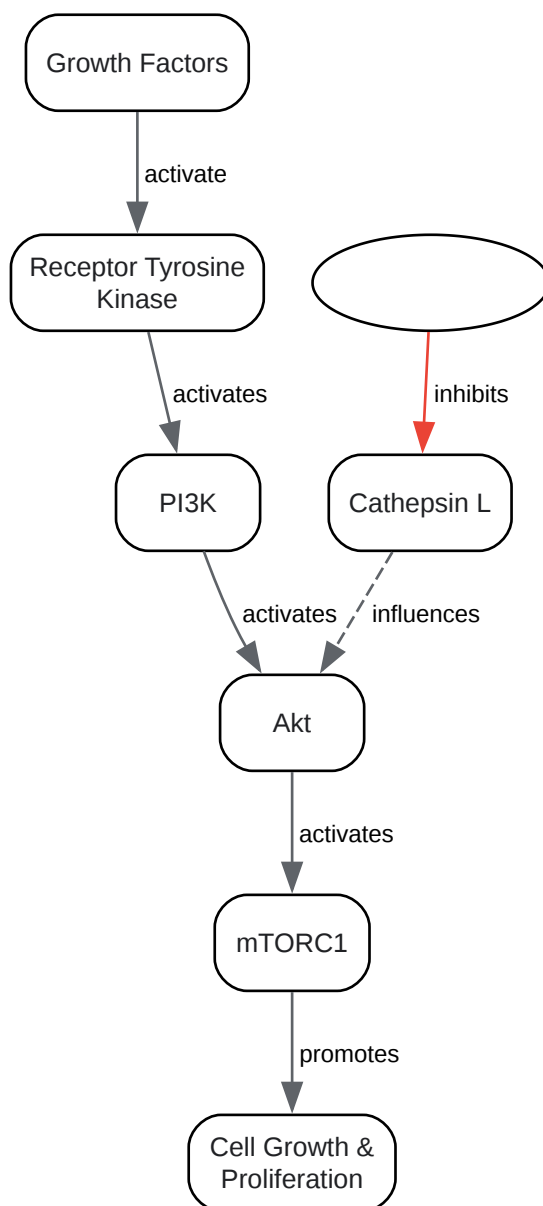 Growth Factors
activate
Receptor Tyrosine
Kinase
activates
inhibits
PI3K
Cathepsin L
activates
influences
Akt
activates
mTORC1
promotes
Cell Growth &
Proliferation